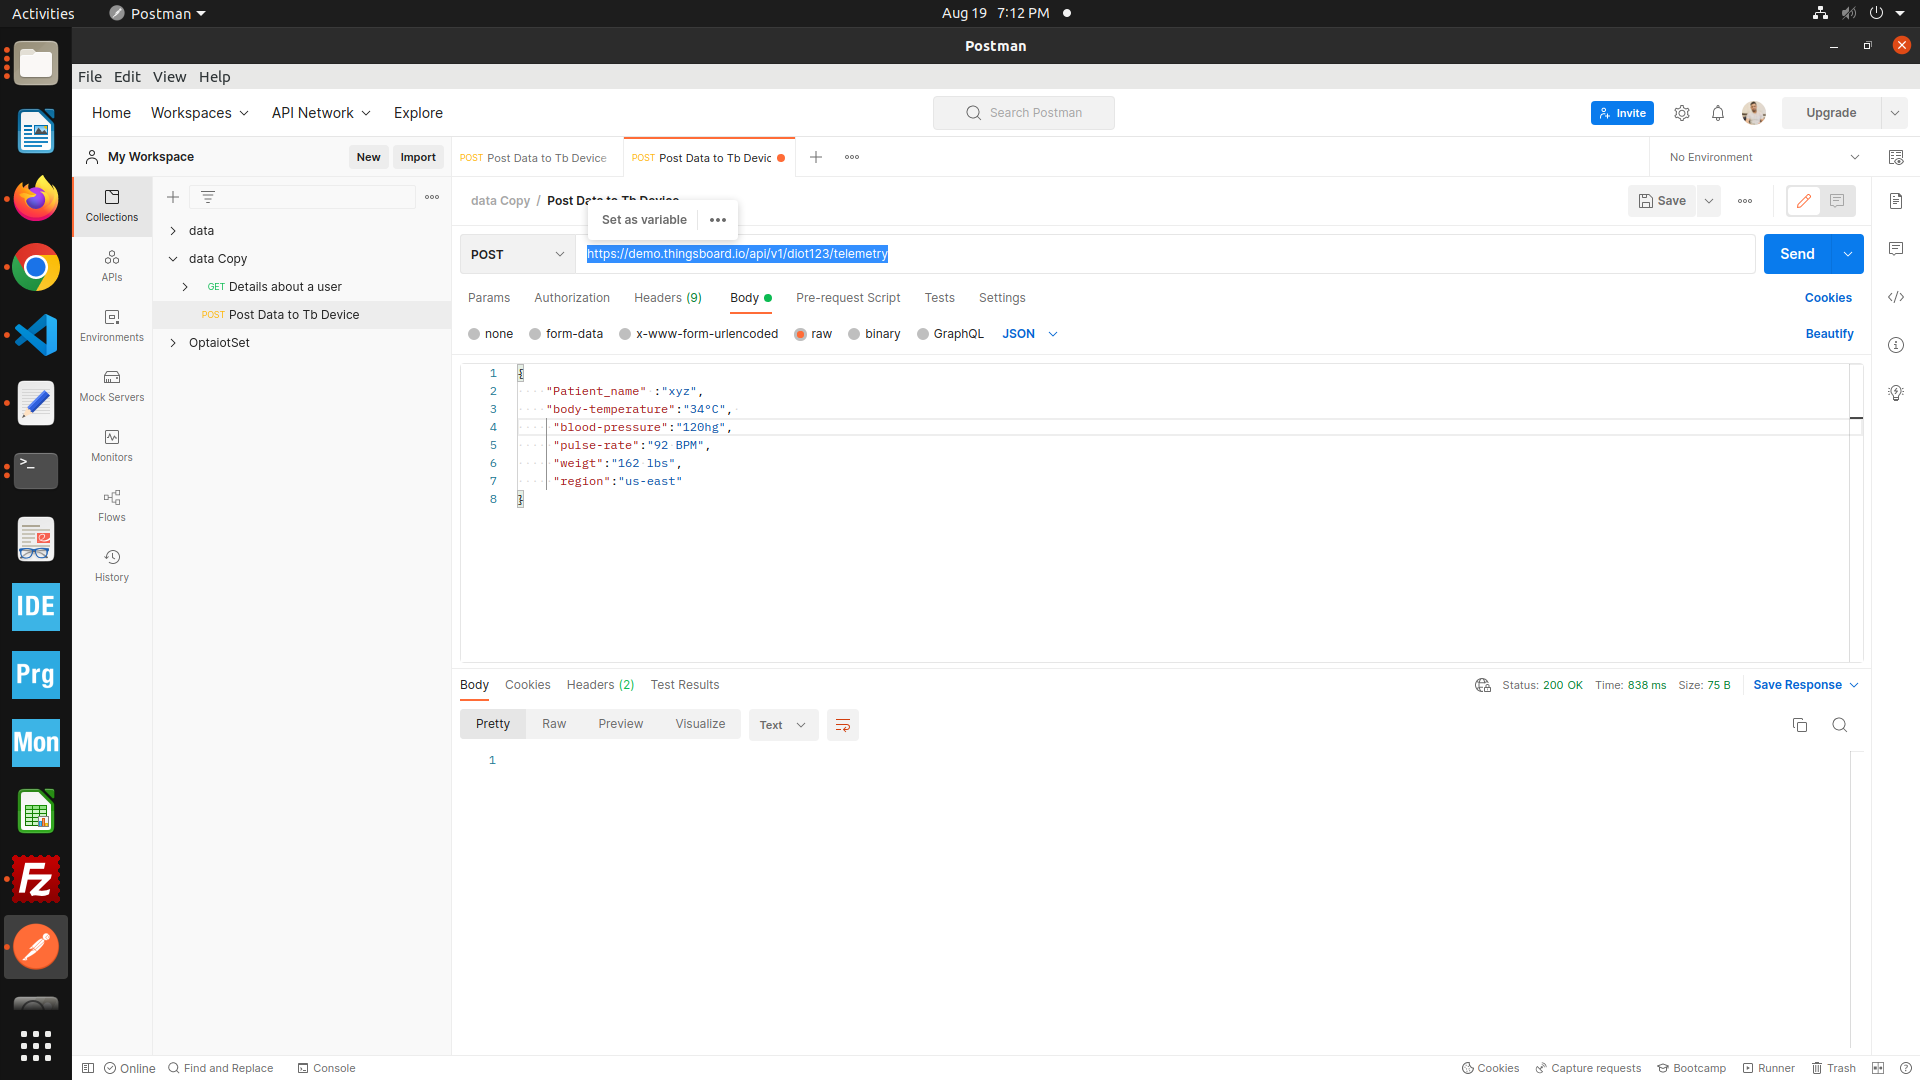 Activities
Postman
Aug 19 7:12 PM
Postman
File Edit View Help
Home Workspaces API Network Explore
Search Postman
Invite
Upgrade
My Workspace
New Import
POST Post Data to Tb Device
POST Post Data to Tb Devic
No Environment
Collections
APIs
Environments
Mock Servers
Monitors
Flows
History
data
data Copy
GET Details about a user
POST Post Data to Tb Device
OptaiotSet
data Copy / Post Data to Tb Device
Save
Set as variable
POST
https://demo.thingsboard.io/api/v1/diot123/telemetry
Send
Params Authorization Headers (9) Body Pre-request Script Tests Settings
Cookies
none form-data x-www-form-urlencoded raw binary GraphQL JSON
Beautify
1 {
2 "Patient_name" :"xyz",
3 "body-temperature":"34°C",
4 "blood-pressure":"120hg",
5 "pulse-rate":"92 BPM",
6 "weigt":"162 lbs",
7 "region":"us-east"
8 }
Body Cookies Headers (2) Test Results
Status: 200 OK Time: 838 ms Size: 75 B
Save Response
Pretty Raw Preview Visualize Text
1
IDE
Prg
Mon
Fz
Online
Find and Replace
Console
Cookies
Capture requests
Bootcamp
Runner
Trash